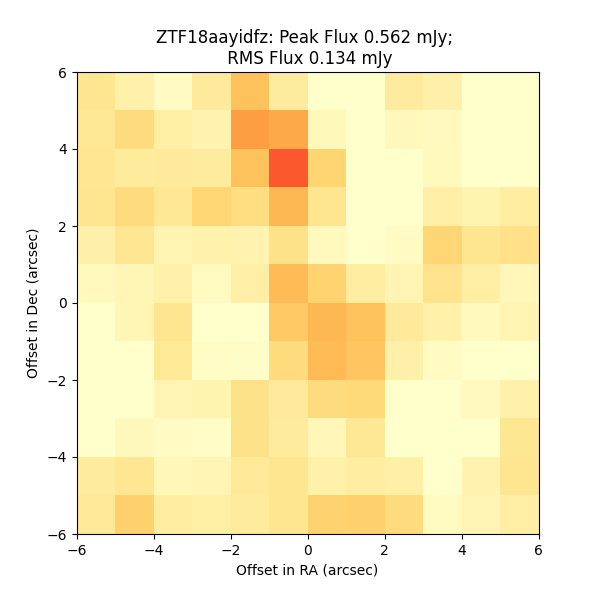 ZTF18aayidfz: Peak Flux 0.562 mJy;
RMS Flux 0.134 mJy
6
4
2
0
−2
−4
−6
Offset in Dec (arcsec)
−6 −4 −2 0 2 4 6
Offset in RA (arcsec)